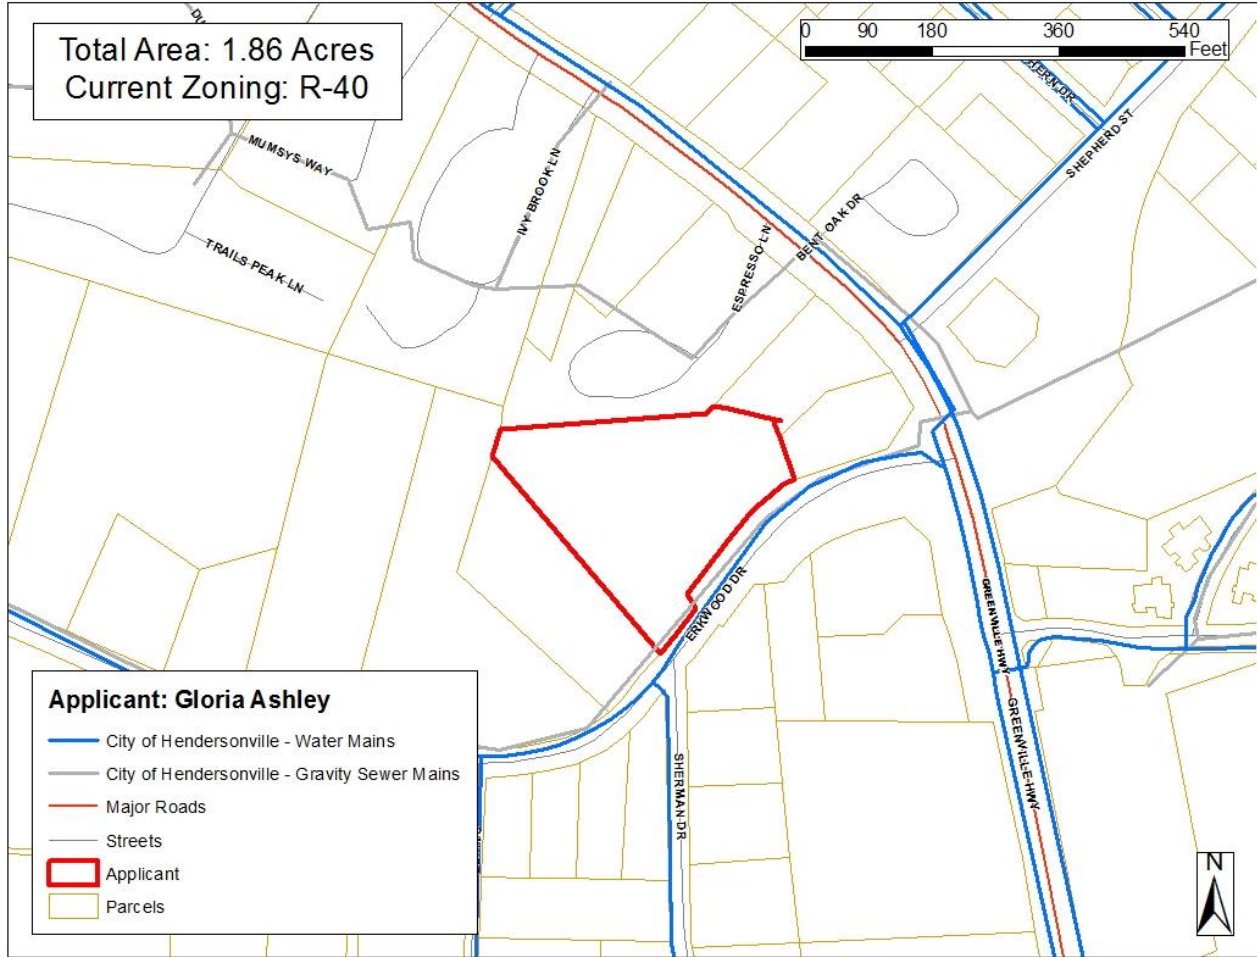 Total Area: 1.86 Acres
Current Zoning: R-40
0 90 180 360 540
Feet
MUMSYS WAY
TRAILS PEAK LN
IVY BROOK LN
ESPRESSO LN
BENT OAK DR
SHEPHERD ST
ERKWOOD DR
GREENVILLE HWY
GREENVILLE HWY
SHERMAN DR
Applicant: Gloria Ashley
City of Hendersonville - Water Mains
City of Hendersonville - Gravity Sewer Mains
Major Roads
Streets
Applicant
Parcels
N